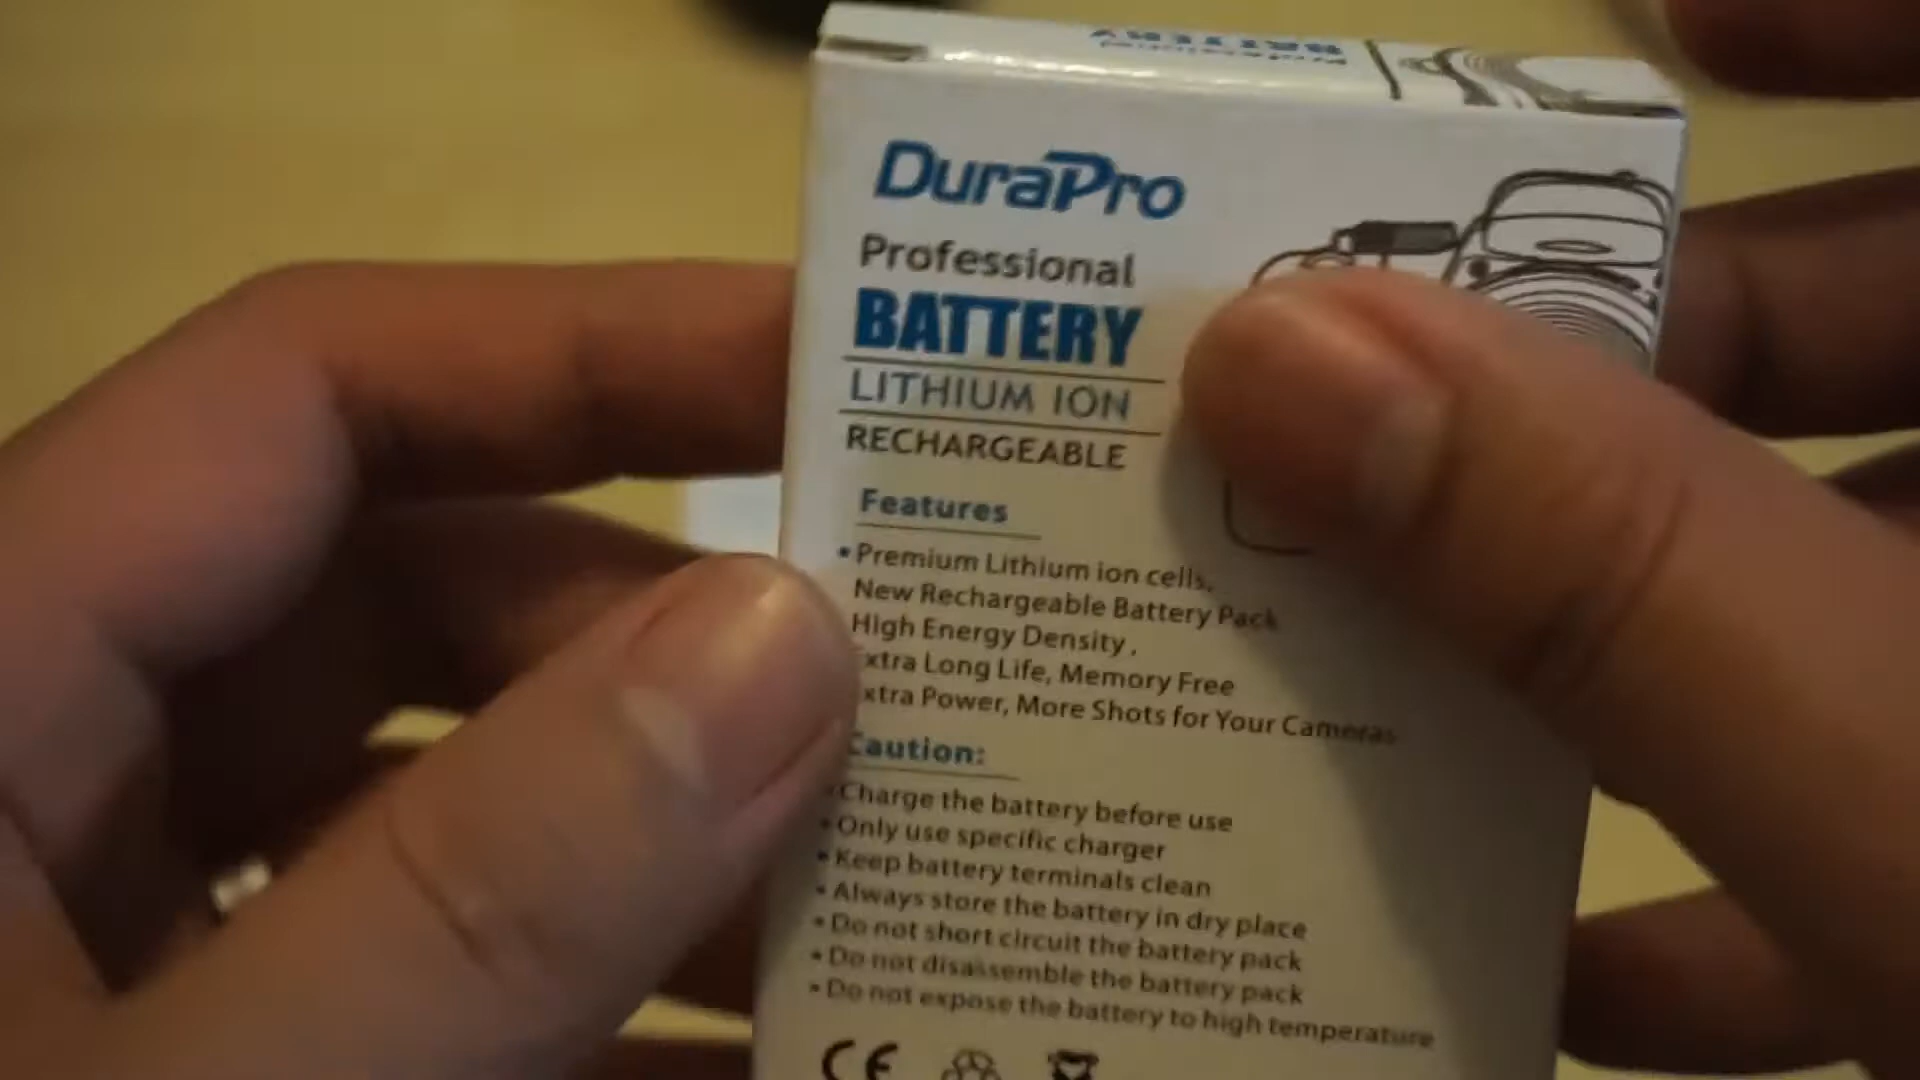 Professional
BATTERY
DuraPro
Professional
BATTERY
LITHIUM ION
RECHARGEABLE
Features
• Premium Lithium ion cells,
New Rechargeable Battery Pack
High Energy Density,
xtra Long Life, Memory Free
xtra Power, More Shots for Your Cameras
Caution:
• Charge the battery before use
• Only use specific charger
• Keep battery terminals clean
• Always store the battery in dry place
• Do not short circuit the battery pack
• Do not disassemble the battery pack
• Do not expose the battery to high temperature
CE